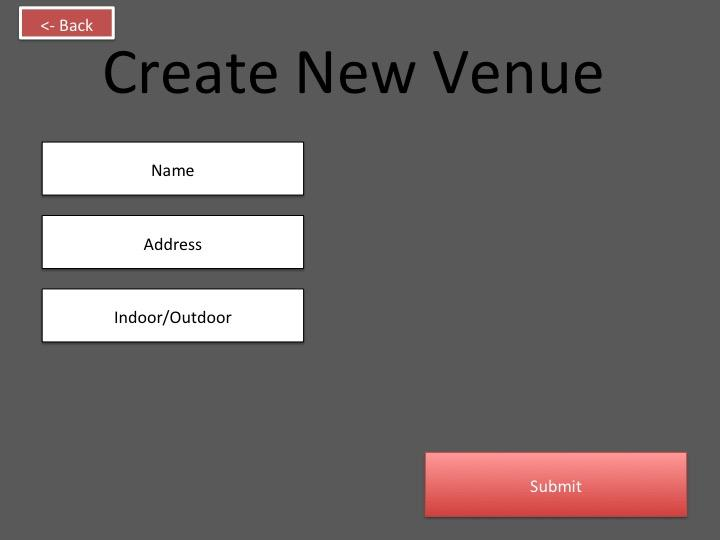 <- Back
Create New Venue
Name
Address
Indoor/Outdoor
Submit